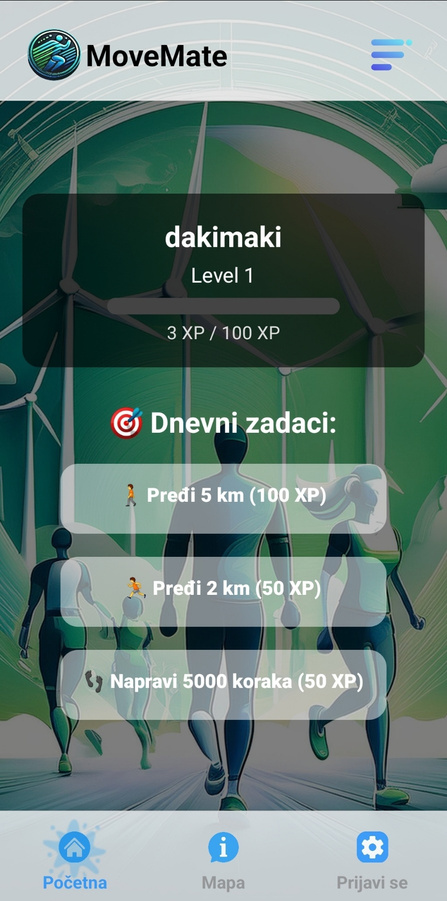 MoveMate
dakimaki
Level 1
3 XP / 100 XP
🎯 Dnevni zadaci:
🚶 Pređi 5 km (100 XP)
🏃 Pređi 2 km (50 XP)
👣 Napravi 5000 koraka (50 XP)
Početna
Mapa
Prijavi se